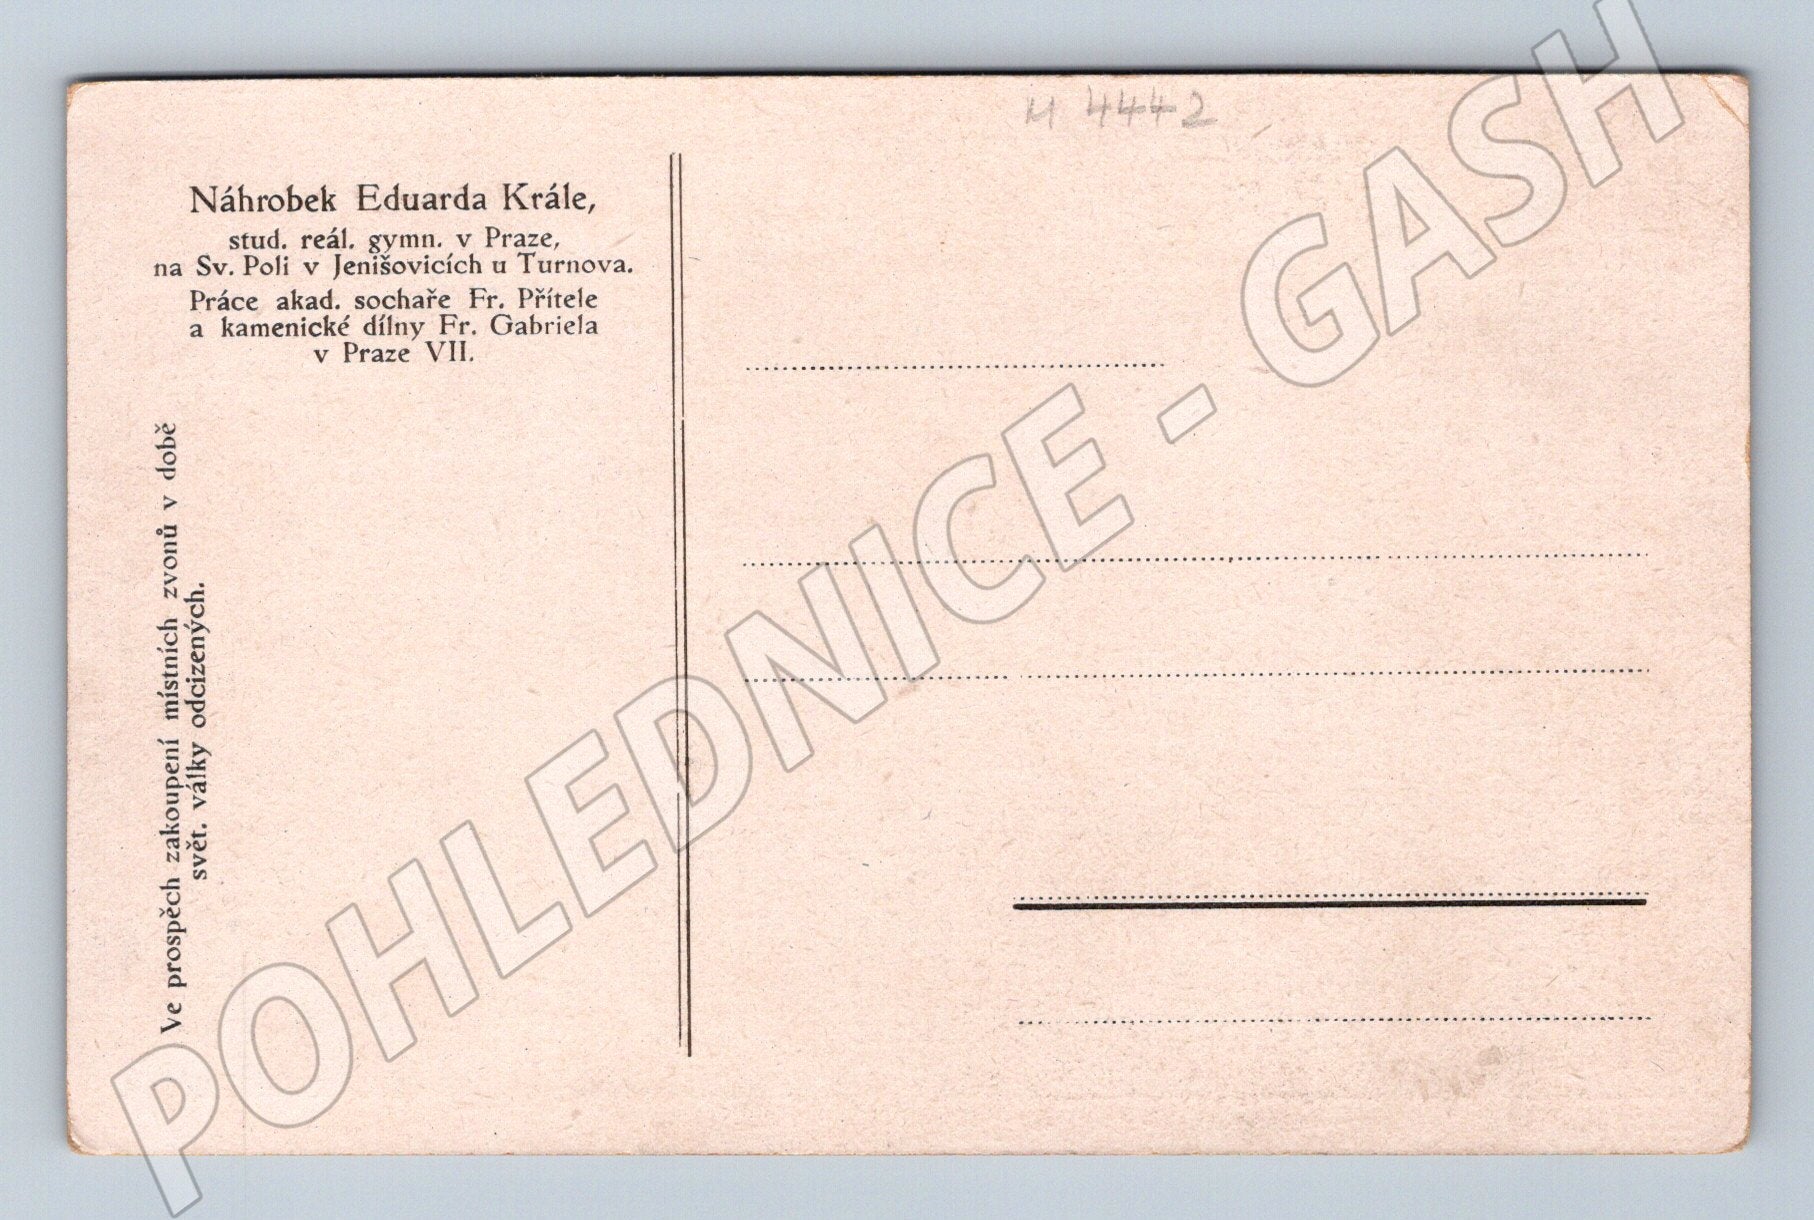 H 4442
Náhrobek Eduarda Krále,
stud. reál. gymn. v Praze,
na Sv. Poli v Jenišovicích u Turnova.
Práce akad. sochaře Fr. Přítele
a kamenické dílny Fr. Gabriela
v Praze VII.
Ve prospěch zakoupení místních zvonů v době
svět. války odcizených.
POHLEDNICE - GASH